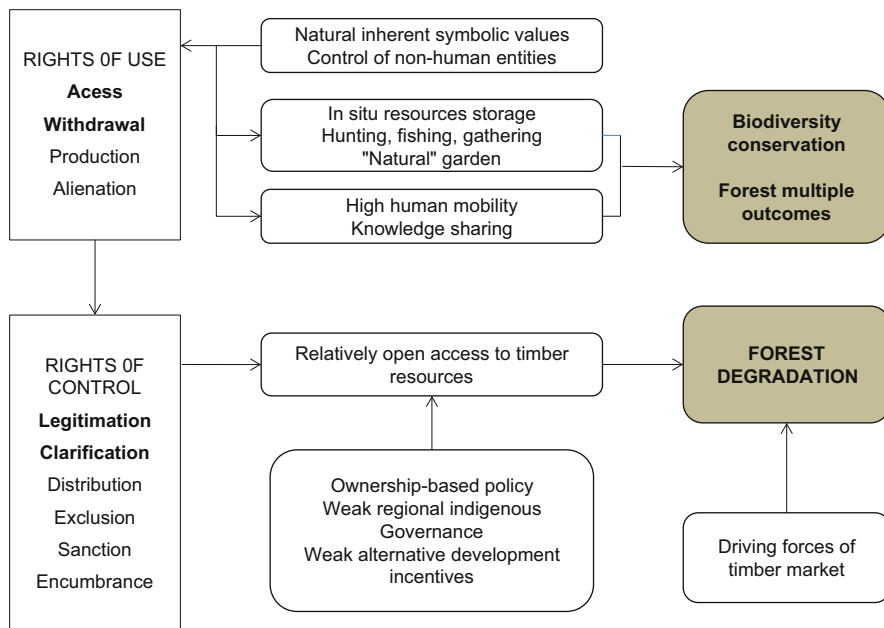 RIGHTS 0F USE
Acess
Withdrawal
Production
Alienation
Natural inherent symbolic values
Control of non-human entities
In situ resources storage
Hunting, fishing, gathering
"Natural" garden
High human mobility
Knowledge sharing
Biodiversity
conservation
Forest multiple
outcomes
RIGHTS 0F
CONTROL
Legitimation
Clarification
Distribution
Exclusion
Sanction
Encumbrance
Relatively open access to timber
resources
Ownership-based policy
Weak regional indigenous
Governance
Weak alternative development
incentives
FOREST
DEGRADATION
Driving forces of
timber market